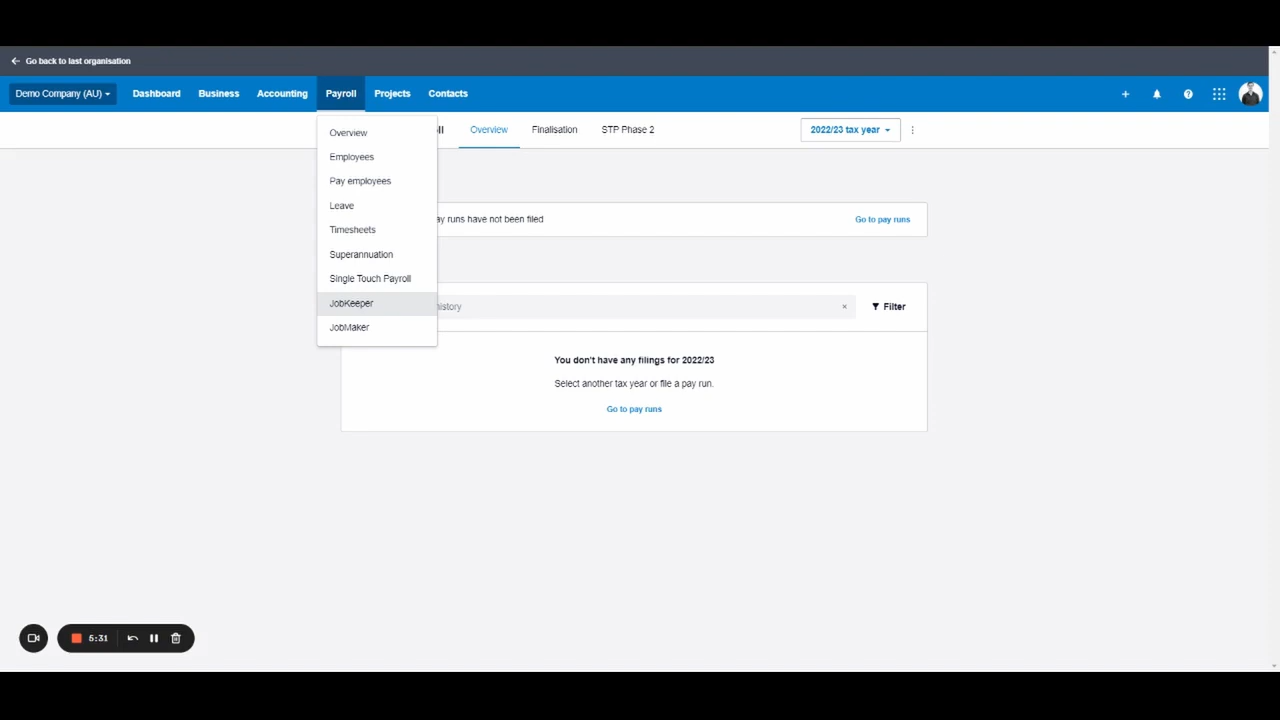 Go back to last organisation
Demo Company (AU) Dashboard Business Accounting Payroll Projects Contacts
Overview Finalisation STP Phase 2 2022/23 tax year
Overview
Employees
Pay employees
Leave
Timesheets
Superannuation
Single Touch Payroll
JobKeeper
JobMaker
ay runs have not been filed Go to pay runs
history × Filter
You don't have any filings for 2022/23
Select another tax year or file a pay run.
Go to pay runs
5:31